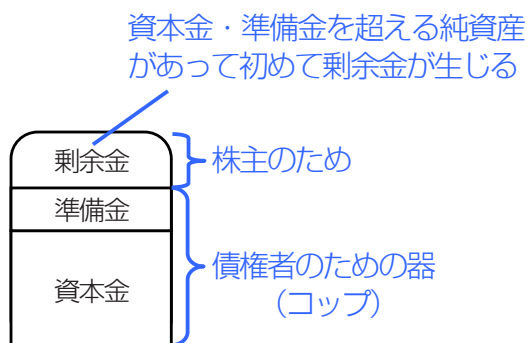 資本金・準備金を超える純資産
があって初めて剰余金が生じる
剰余金
株主のため
準備金
債権者のための器
（コップ）
資本金